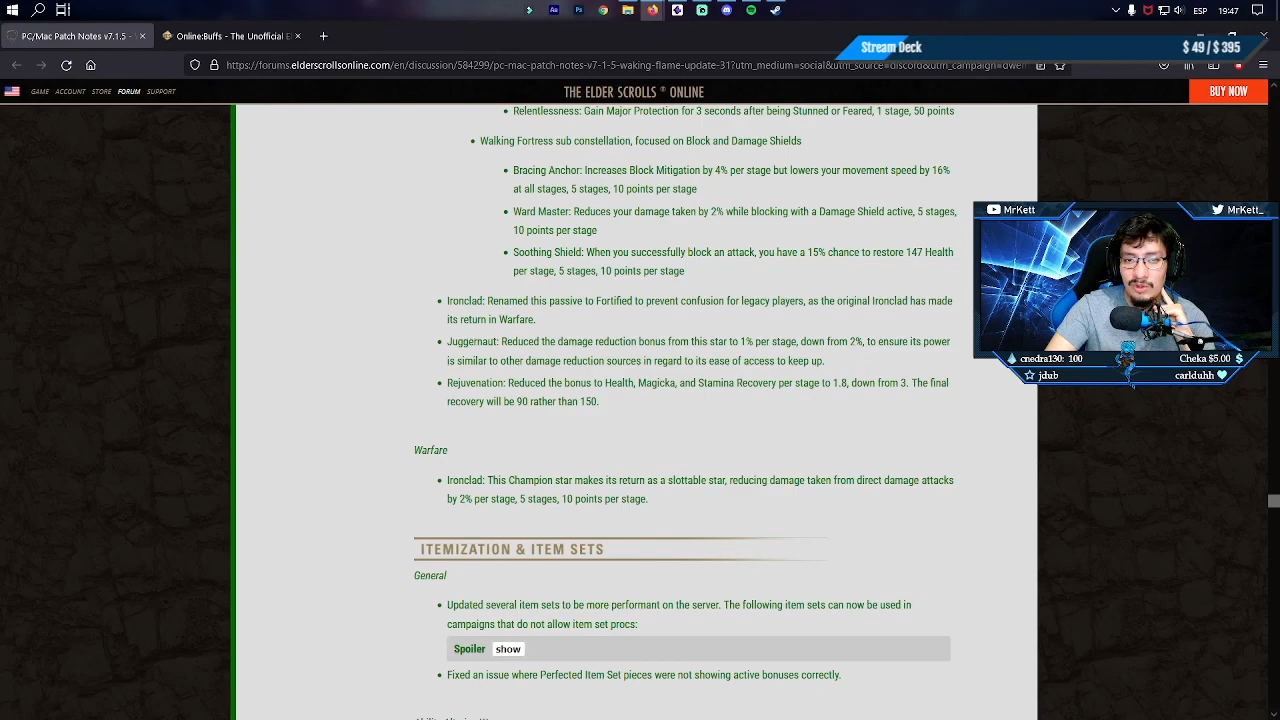 ESP
19:47
PC/Mac Patch Notes v7.1.5 -
Online:Buffs - The Unofficial El
Stream Deck
$ 49 / $ 395
https://forums.elderscrollsonline.com/en/discussion/584299/pc-mac-patch-notes-v7-1-5-waking-flame-update-31?utm_medium=social&utm_source=discord&utm_campaign=dwen
GAME ACCOUNT STORE FORUM SUPPORT
THE ELDER SCROLLS ® ONLINE
BUY NOW
• Relentlessness: Gain Major Protection for 3 seconds after being Stunned or Feared, 1 stage, 50 points
• Walking Fortress sub constellation, focused on Block and Damage Shields
• Bracing Anchor: Increases Block Mitigation by 4% per stage but lowers your movement speed by 16%
at all stages, 5 stages, 10 points per stage
• Ward Master: Reduces your damage taken by 2% while blocking with a Damage Shield active, 5 stages,
10 points per stage
• Soothing Shield: When you successfully block an attack, you have a 15% chance to restore 147 Health
per stage, 5 stages, 10 points per stage
• Ironclad: Renamed this passive to Fortified to prevent confusion for legacy players, as the original Ironclad has made
its return in Warfare.
• Juggernaut: Reduced the damage reduction bonus from this star to 1% per stage, down from 2%, to ensure its power
is similar to other damage reduction sources in regard to its ease of access to keep up.
• Rejuvenation: Reduced the bonus to Health, Magicka, and Stamina Recovery per stage to 1.8, down from 3. The final
recovery will be 90 rather than 150.
Warfare
• Ironclad: This Champion star makes its return as a slottable star, reducing damage taken from direct damage attacks
by 2% per stage, 5 stages, 10 points per stage.
ITEMIZATION & ITEM SETS
General
• Updated several item sets to be more performant on the server. The following item sets can now be used in
campaigns that do not allow item set procs:
Spoiler show
• Fixed an issue where Perfected Item Set pieces were not showing active bonuses correctly.
MrKett
MrKett_
cnedra130: 100
Cheka $5.00 $
jdub
carlduhh